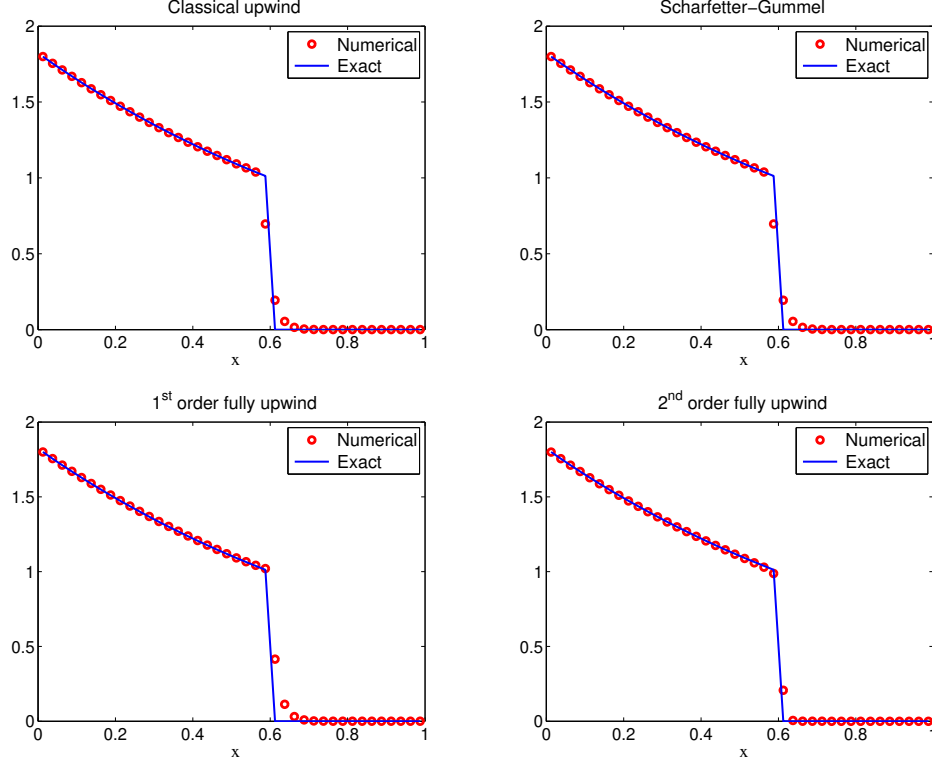 Classical upwind
2
1.5
1
0.5
0
0 0.2 0.4 0.6 0.8 1
x
Numerical
Exact
Scharfetter−Gummel
2
1.5
1
0.5
0
0 0.2 0.4 0.6 0.8
x
Numerical
Exact
1st order fully upwind
2
1.5
1
0.5
0
0 0.2 0.4 0.6 0.8 1
x
Numerical
Exact
2nd order fully upwind
2
1.5
1
0.5
0
0 0.2 0.4 0.6 0.8
x
Numerical
Exact